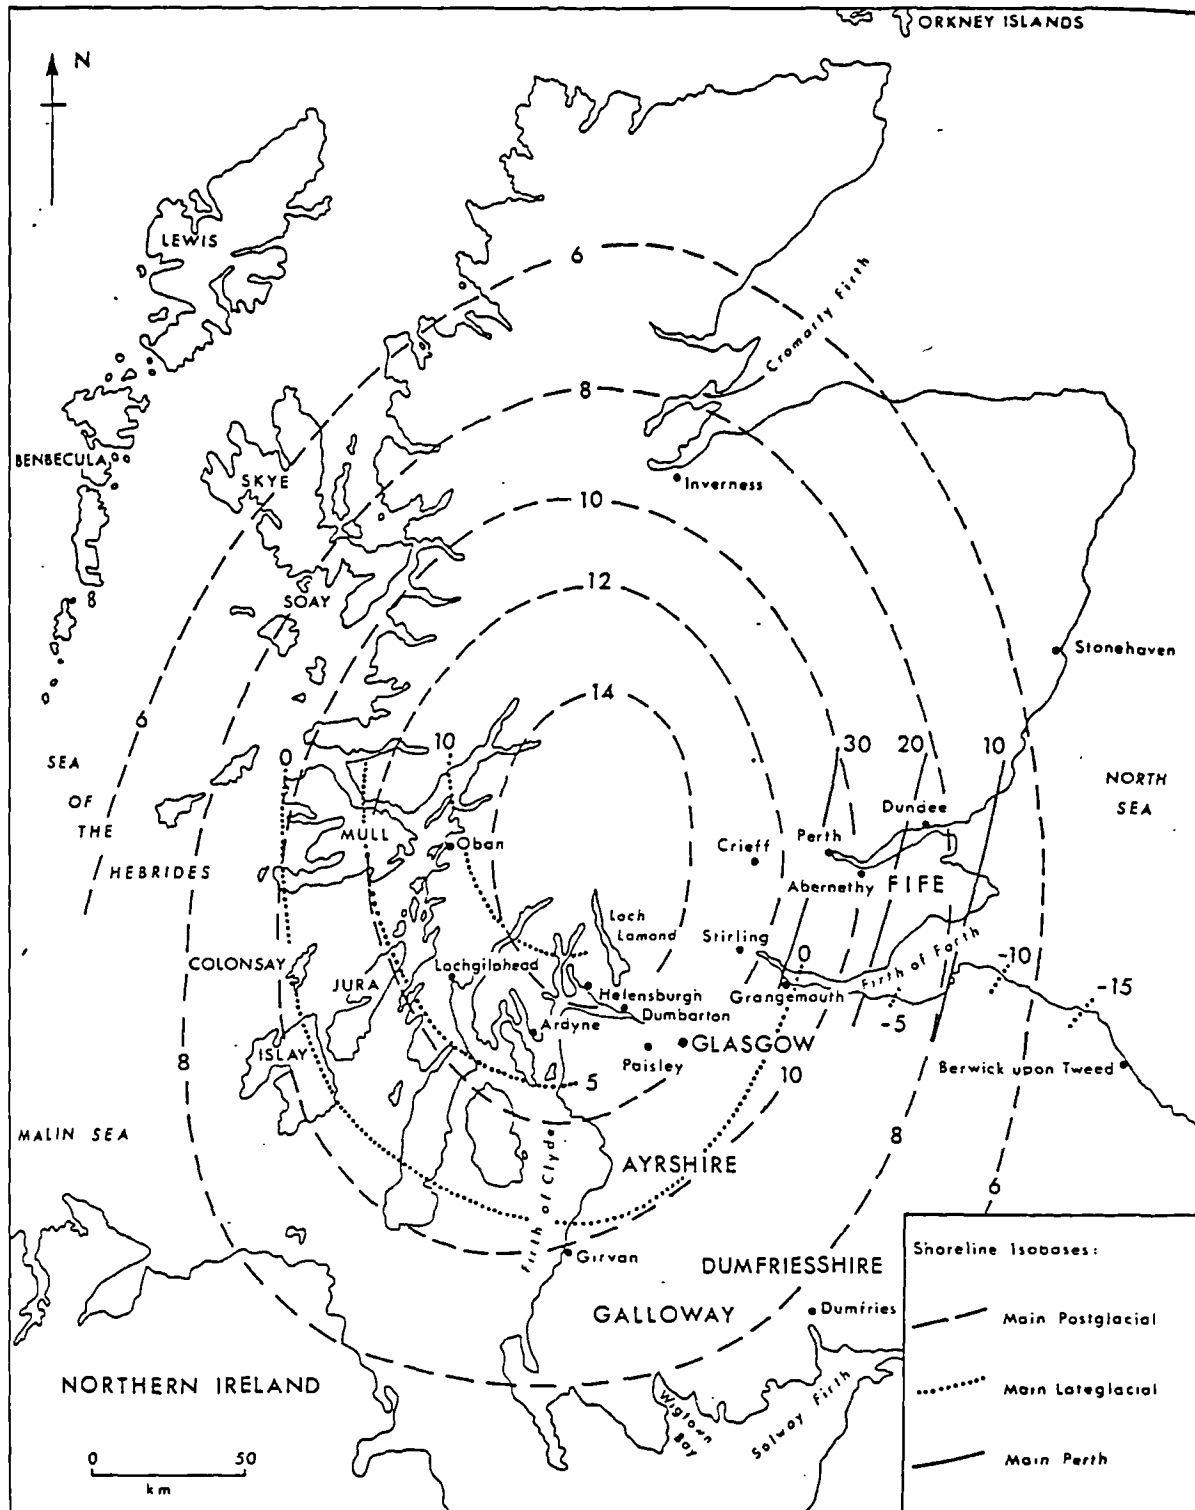 ORKNEY ISLANDS
N
LEWIS
6
Cromarty Firth
8
BENBECULA
SKYE
Inverness
10
12
8
SOAY
Stonehaven
14
6
0
10
30
20
10
SEA
OF
THE
HEBRIDES
NORTH
SEA
MULL
Oban
Dundee
Perth
Crieff
Abernethy
FIFE
Loch
Lomond
Stirling
Firth of Forth
0
-10
COLONSAY
JURA
Lochgilphead
Helensburgh
Grangemouth
-5
-15
Dumbarton
Ardyne
GLASGOW
Paisley
ISLAY
8
5
10
Berwick upon Tweed
MALIN SEA
8
AYRSHIRE
Firth of Clyde
6
Girvan
DUMFRIESSHIRE
GALLOWAY
Dumfries
NORTHERN IRELAND
Wigtown
Bay
Solway Firth
0
50
km
Shoreline Isobases:
Main Postglacial
Main Lateglacial
Main Perth